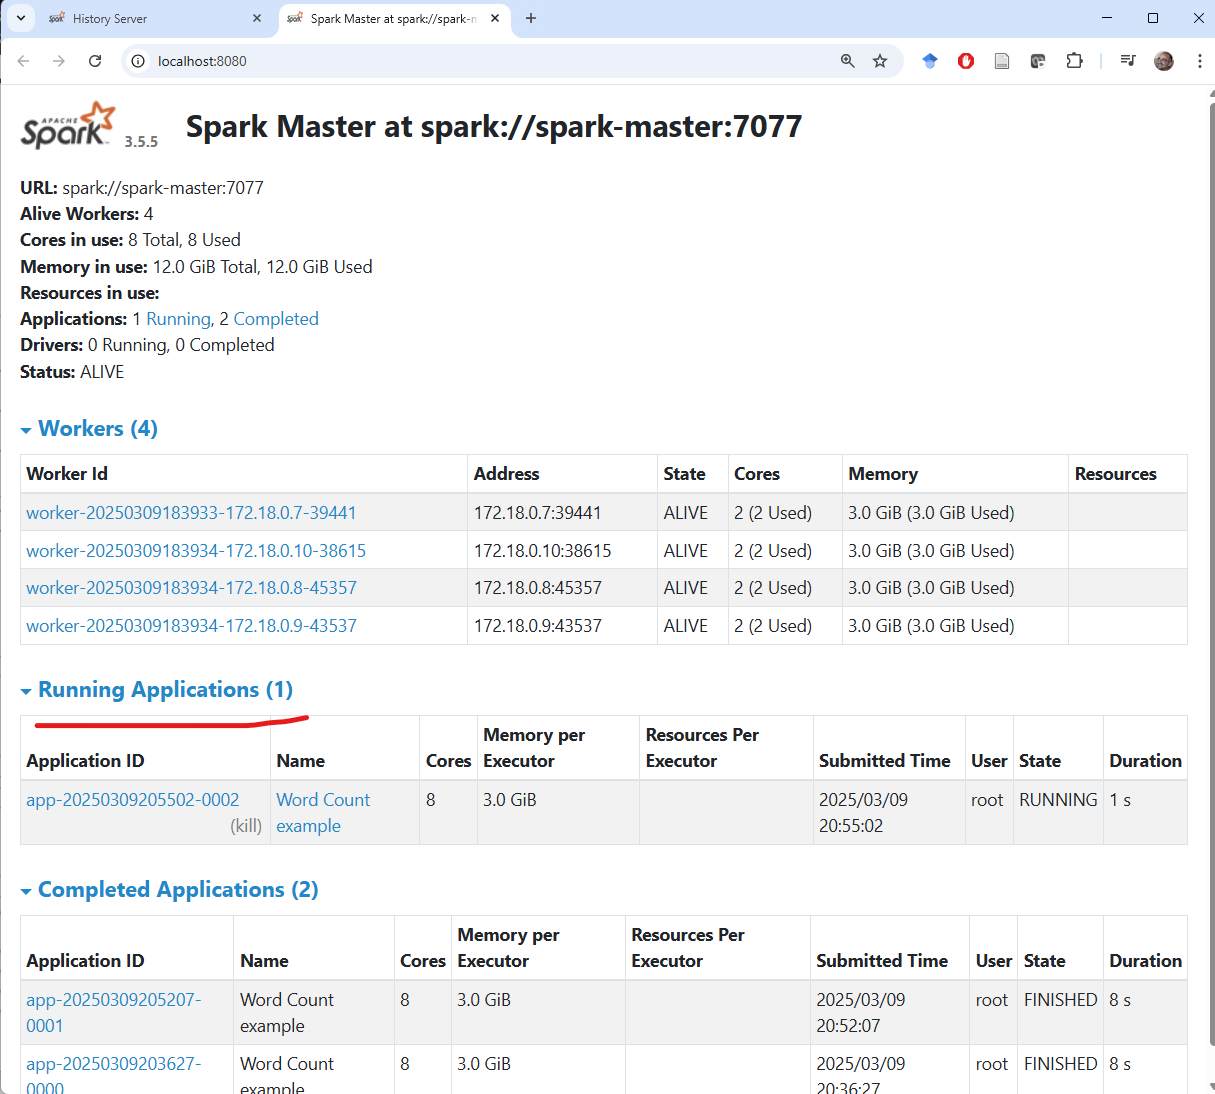 History Server
Spark Master at spark://spark-m
localhost:8080
APACHE Spark 3.5.5
Spark Master at spark://spark-master:7077
URL: spark://spark-master:7077
Alive Workers: 4
Cores in use: 8 Total, 8 Used
Memory in use: 12.0 GiB Total, 12.0 GiB Used
Resources in use:
Applications: 1 Running, 2 Completed
Drivers: 0 Running, 0 Completed
Status: ALIVE
Workers (4)
Worker Id Address State Cores Memory Resources
worker-20250309183933-172.18.0.7-39441 172.18.0.7:39441 ALIVE 2 (2 Used) 3.0 GiB (3.0 GiB Used)
worker-20250309183934-172.18.0.10-38615 172.18.0.10:38615 ALIVE 2 (2 Used) 3.0 GiB (3.0 GiB Used)
worker-20250309183934-172.18.0.8-45357 172.18.0.8:45357 ALIVE 2 (2 Used) 3.0 GiB (3.0 GiB Used)
worker-20250309183934-172.18.0.9-43537 172.18.0.9:43537 ALIVE 2 (2 Used) 3.0 GiB (3.0 GiB Used)
Running Applications (1)
Memory per Resources Per
Application ID Name Cores Executor Executor Submitted Time User State Duration
app-20250309205502-0002 Word Count 8 3.0 GiB 2025/03/09 root RUNNING 1 s
(kill) example 20:55:02
Completed Applications (2)
Memory per Resources Per
Application ID Name Cores Executor Executor Submitted Time User State Duration
app-20250309205207- Word Count 8 3.0 GiB 2025/03/09 root FINISHED 8 s
0001 example 20:52:07
app-20250309203627- Word Count 8 3.0 GiB 2025/03/09 root FINISHED 8 s
0000 example 20:36:27